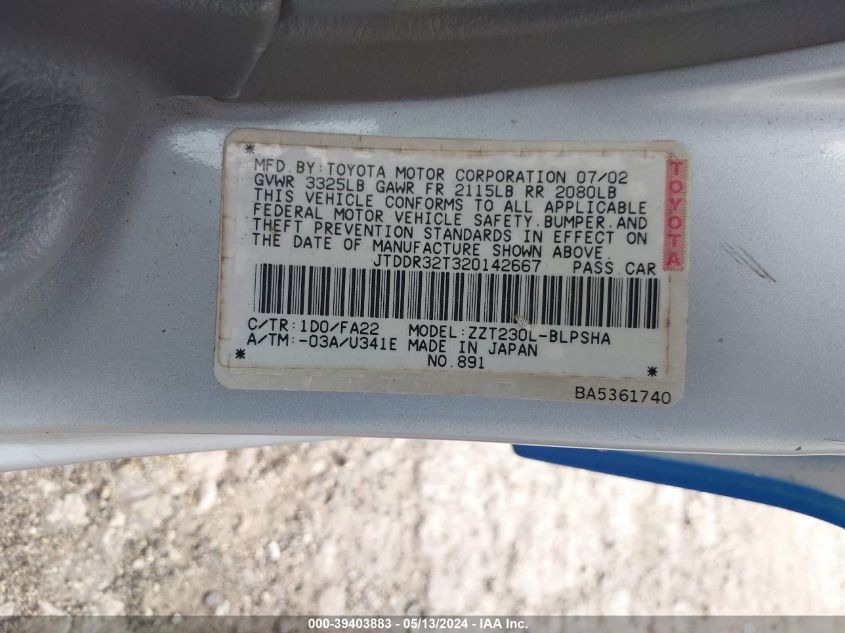 MFD.BY:TOYOTA MOTOR CORPORATION 07/02
GVWR 3325LB GAWR FR 2115LB RR 2080LB
THIS VEHICLE CONFORMS TO ALL APPLICABLE
FEDERAL MOTOR VEHICLE SAFETY,BUMPER,AND
THEFT PREVENTION STANDARDS IN EFFECT ON
THE DATE OF MANUFACTURE SHOWN ABOVE.
JTDDR32T320142667 PASS.CAR
TOYOTA
C/TR:1D0/FA22 MODEL:ZZT230L-BLPSHA
A/TM:-03A/U341E MADE IN JAPAN
NO.891
BA5361740
000-39403883 - 05/13/2024 - IAA Inc.